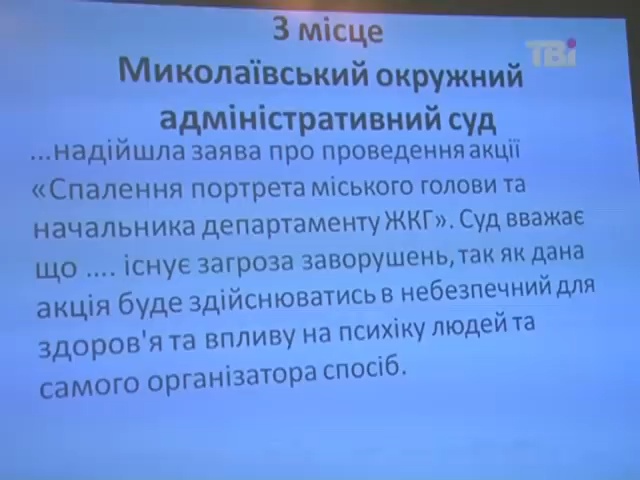 3 місце
ТВі
Миколаївський окружний
адміністративний суд
...надійшла заява про проведення акції
«Спалення портрета міського голови та
начальника департаменту ЖКГ». Суд вважає
що .... існує загроза заворушень, так як дана
акція буде здійснюватись в небезпечний для
здоров'я та впливу на психіку людей та
самого організатора спосіб.